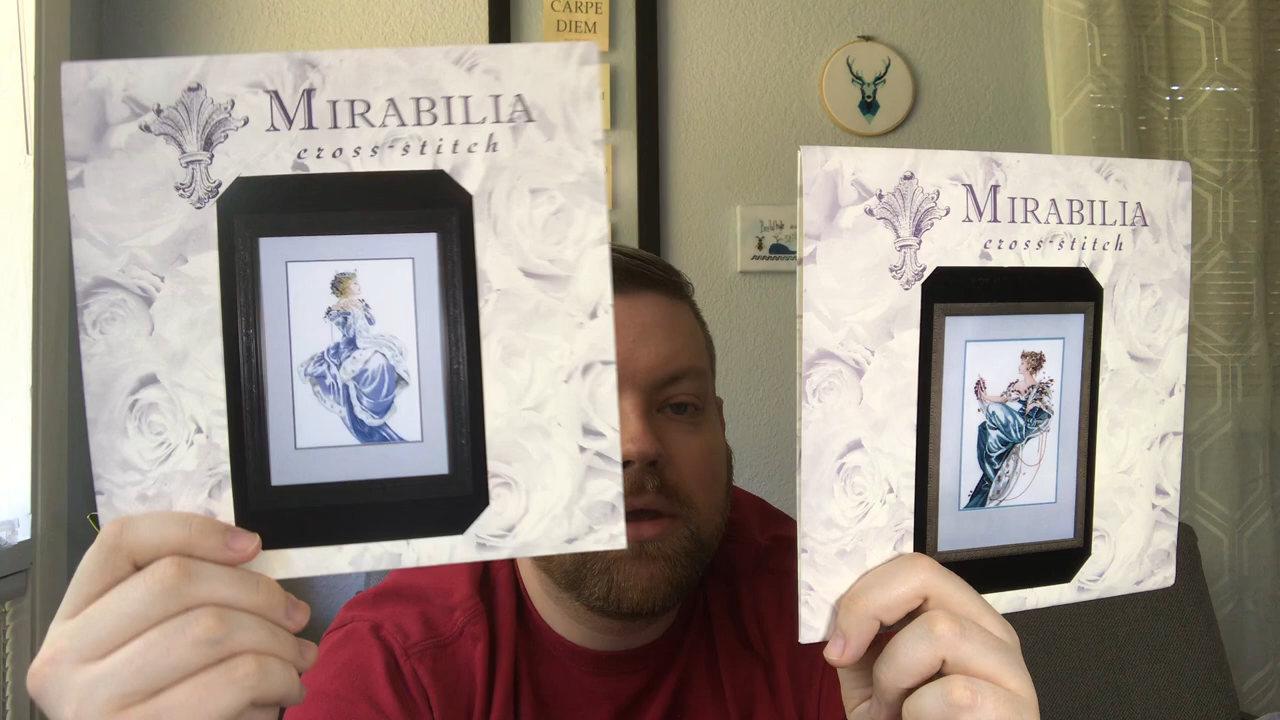 CARPE
DIEM
MIRABILIA
cross-stitch
MIRABILIA
cross-stitch